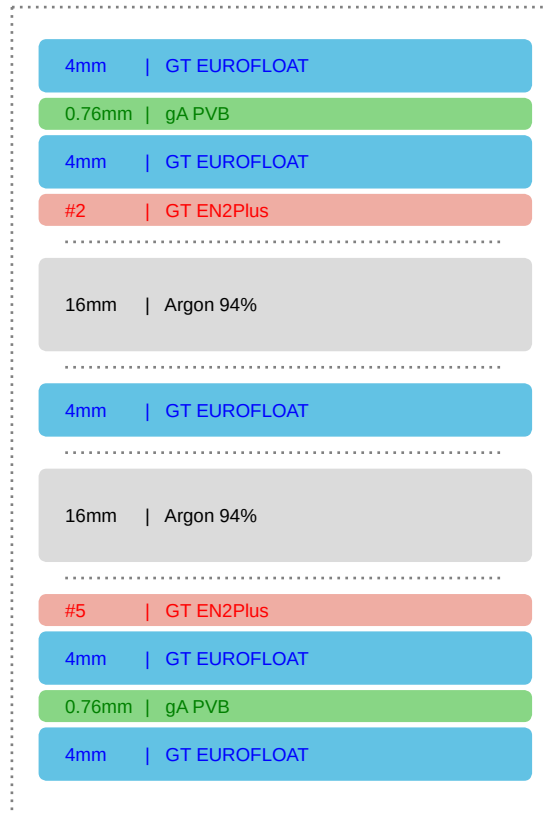 4mm | GT EUROFLOAT
0.76mm | gA PVB
4mm | GT EUROFLOAT
#2 | GT EN2Plus
16mm | Argon 94%
4mm | GT EUROFLOAT
16mm | Argon 94%
#5 | GT EN2Plus
4mm | GT EUROFLOAT
0.76mm | gA PVB
4mm | GT EUROFLOAT